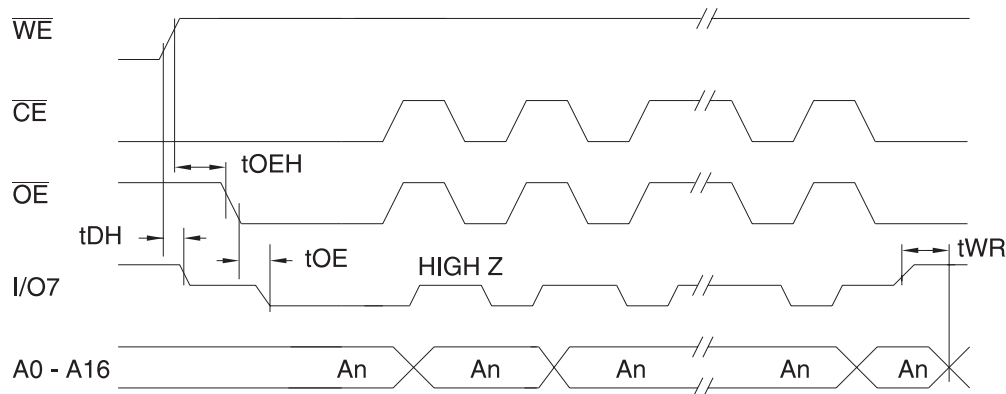 WE
CE
tOEH
OE
tDH
tOE
HIGH Z
tWR
I/O7
A0 - A16
An An An An An